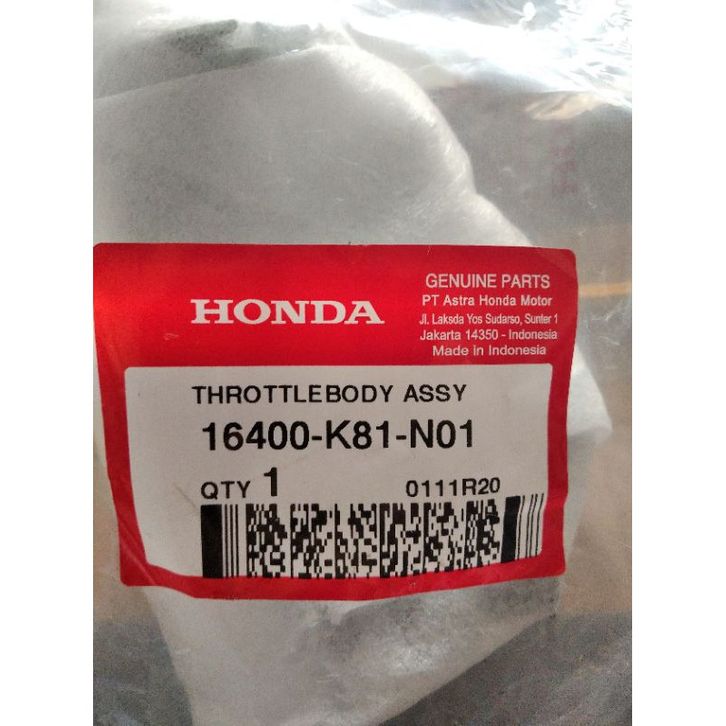 HONDA
GENUINE PARTS
PT Astra Honda Motor
Jl. Laksda Yos Sudarso, Sunter 1
Jakarta 14350 - Indonesia
Made in Indonesia
THROTTLEBODY ASSY
16400-K81-N01
QTY 1 0111R20